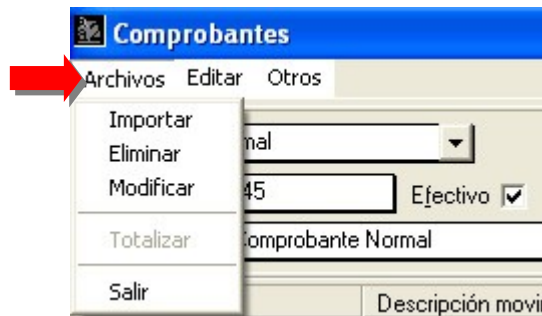 Comprobantes
Archivos Editar Otros
Importar
Eliminar
Modificar
Totalizar
Salir
mal
45
Efectivo
Comprobante Normal
Descripción movi